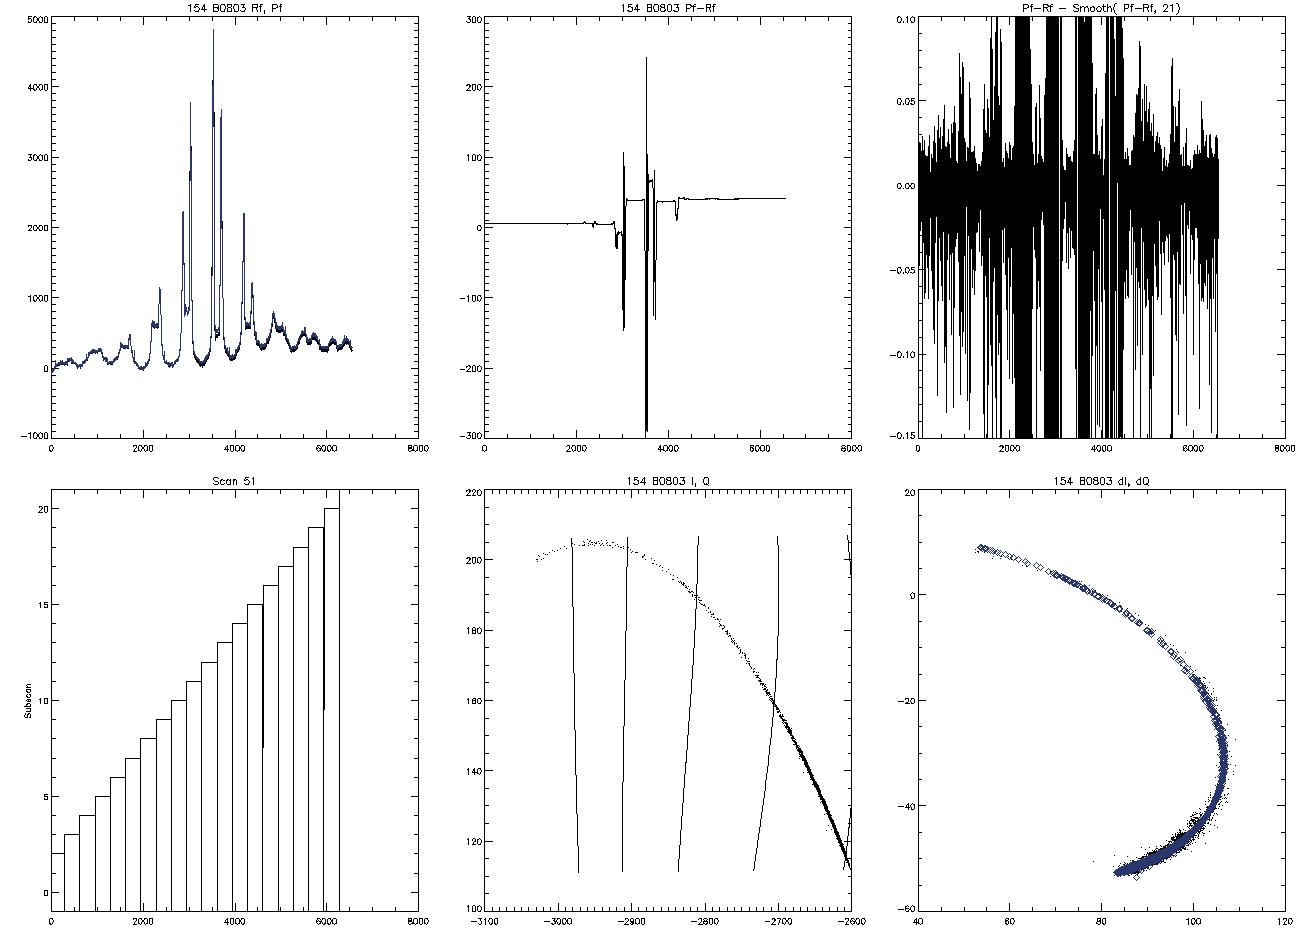 154 B0803 Rf, Pf
5000
4000
3000
2000
1000
0
-1000
0 2000 4000 6000 8000
154 B0803 Pf-Rf
300
200
100
0
-100
-200
-300
0 2000 4000 6000 8000
Pf-Rf - Smooth( Pf-Rf, 21)
0.10
0.05
0.00
-0.05
-0.10
-0.15
0 2000 4000 6000 8000
Scan 51
Subscan
20
15
10
5
0
0 2000 4000 6000 8000
154 B0803 I, Q
220
200
180
160
140
120
100
-3100 -3000 -2900 -2800 -2700 -2600
154 B0803 dI, dQ
20
0
-20
-40
-60
40 60 80 100 120